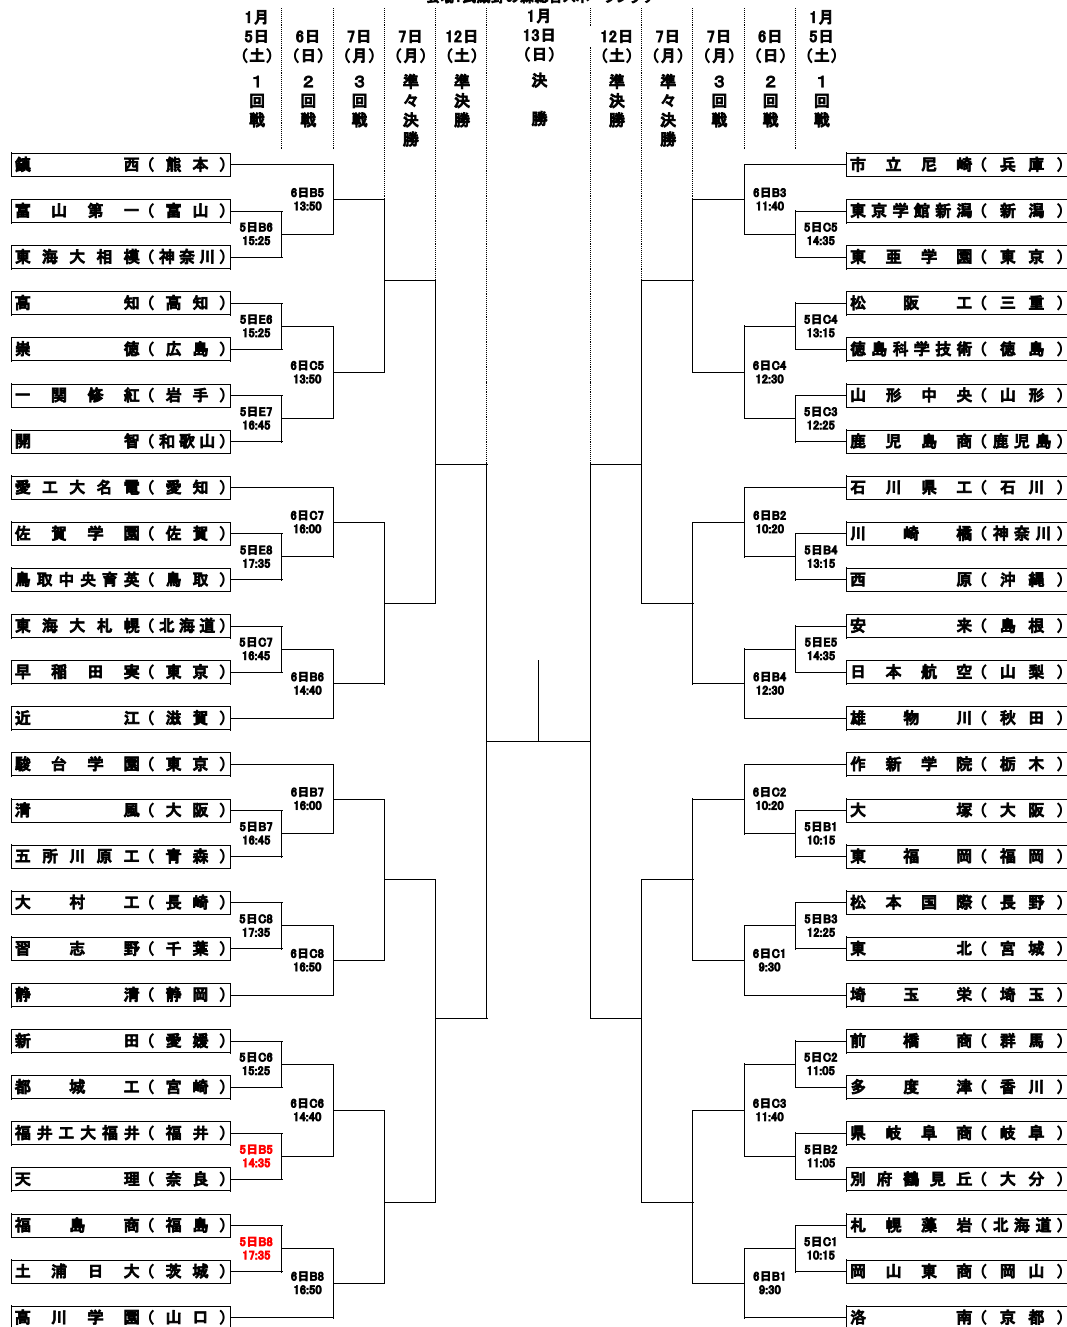 1月 5日 (土) 1回戦
6日 (日) 2回戦
7日 (月) 3回戦
7日 (月) 準々決勝
12日 (土) 準決勝
1月 13日 (日) 決勝
12日 (土) 準決勝
7日 (月) 準々決勝
7日 (月) 3回戦
6日 (日) 2回戦
1月 5日 (土) 1回戦
鎮西(熊本)
6日B5
13:50
富山第一(富山)
5日B6
15:25
東海大相模(神奈川)
高知(高知)
5日E6
15:25
崇徳(広島)
6日C5
13:50
一関修紅(岩手)
5日E7
16:45
開智(和歌山)
愛工大名電(愛知)
6日C7
16:00
佐賀学園(佐賀)
5日E8
17:35
鳥取中央育英(鳥取)
東海大札幌(北海道)
5日C7
16:45
早稲田実(東京)
6日B6
14:40
近江(滋賀)
駿台学園(東京)
6日B7
16:00
清風(大阪)
5日B7
16:45
五所川原工(青森)
大村工(長崎)
5日C8
17:35
習志野(千葉)
6日C8
16:50
静清(静岡)
新田(愛媛)
5日C6
15:25
都城工(宮崎)
6日C6
14:40
福井工大福井(福井)
5日B5
14:35
天理(奈良)
福島商(福島)
5日B8
17:35
土浦日大(茨城)
6日B8
16:50
高川学園(山口)
市立尼崎(兵庫)
6日B3
11:40
東京学館新潟(新潟)
5日C5
14:35
東亜学園(東京)
松阪工(三重)
5日C4
13:15
徳島科学技術(徳島)
6日C4
12:30
山形中央(山形)
5日C3
12:25
鹿児島商(鹿児島)
石川県工(石川)
6日B2
10:20
川崎橘(神奈川)
5日B4
13:15
西原(沖縄)
安来(島根)
5日E5
14:35
日本航空(山梨)
6日B4
12:30
雄物川(秋田)
作新学院(栃木)
6日C2
10:20
大塚(大阪)
5日B1
10:15
東福岡(福岡)
松本国際(長野)
5日B3
12:25
東北(宮城)
6日C1
9:30
埼玉栄(埼玉)
前橋商(群馬)
5日C2
11:05
多度津(香川)
6日C3
11:40
県岐阜商(岐阜)
5日B2
11:05
別府鶴見丘(大分)
札幌藻岩(北海道)
5日C1
10:15
岡山東商(岡山)
6日B1
9:30
洛南(京都)